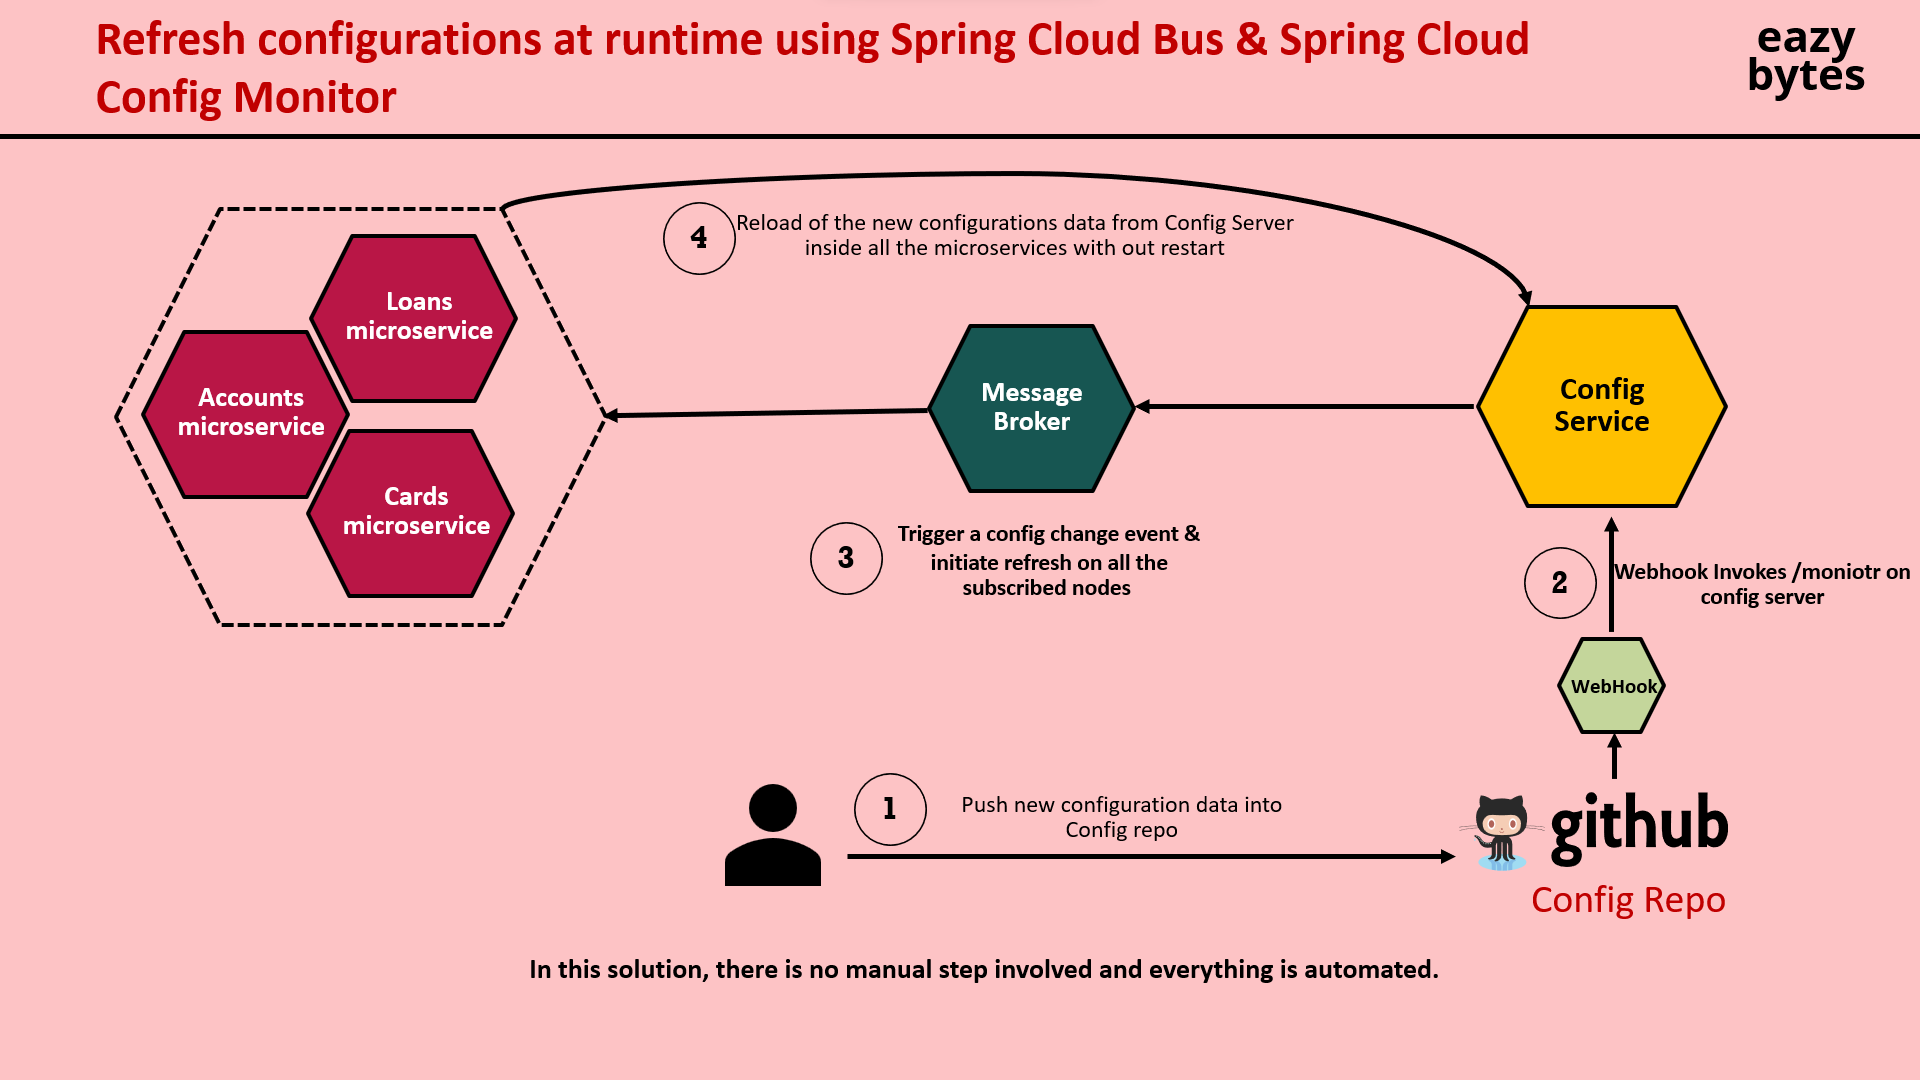 Refresh configurations at runtime using Spring Cloud Bus & Spring Cloud
Config Monitor
eazy
bytes
4
Reload of the new configurations data from Config Server
inside all the microservices with out restart
Loans
microservice
Accounts
microservice
Cards
microservice
Message
Broker
Config
Service
3
Trigger a config change event &
initiate refresh on all the
subscribed nodes
2
Webhook Invokes /moniotr on
config server
WebHook
1
Push new configuration data into
Config repo
github
Config Repo
In this solution, there is no manual step involved and everything is automated.